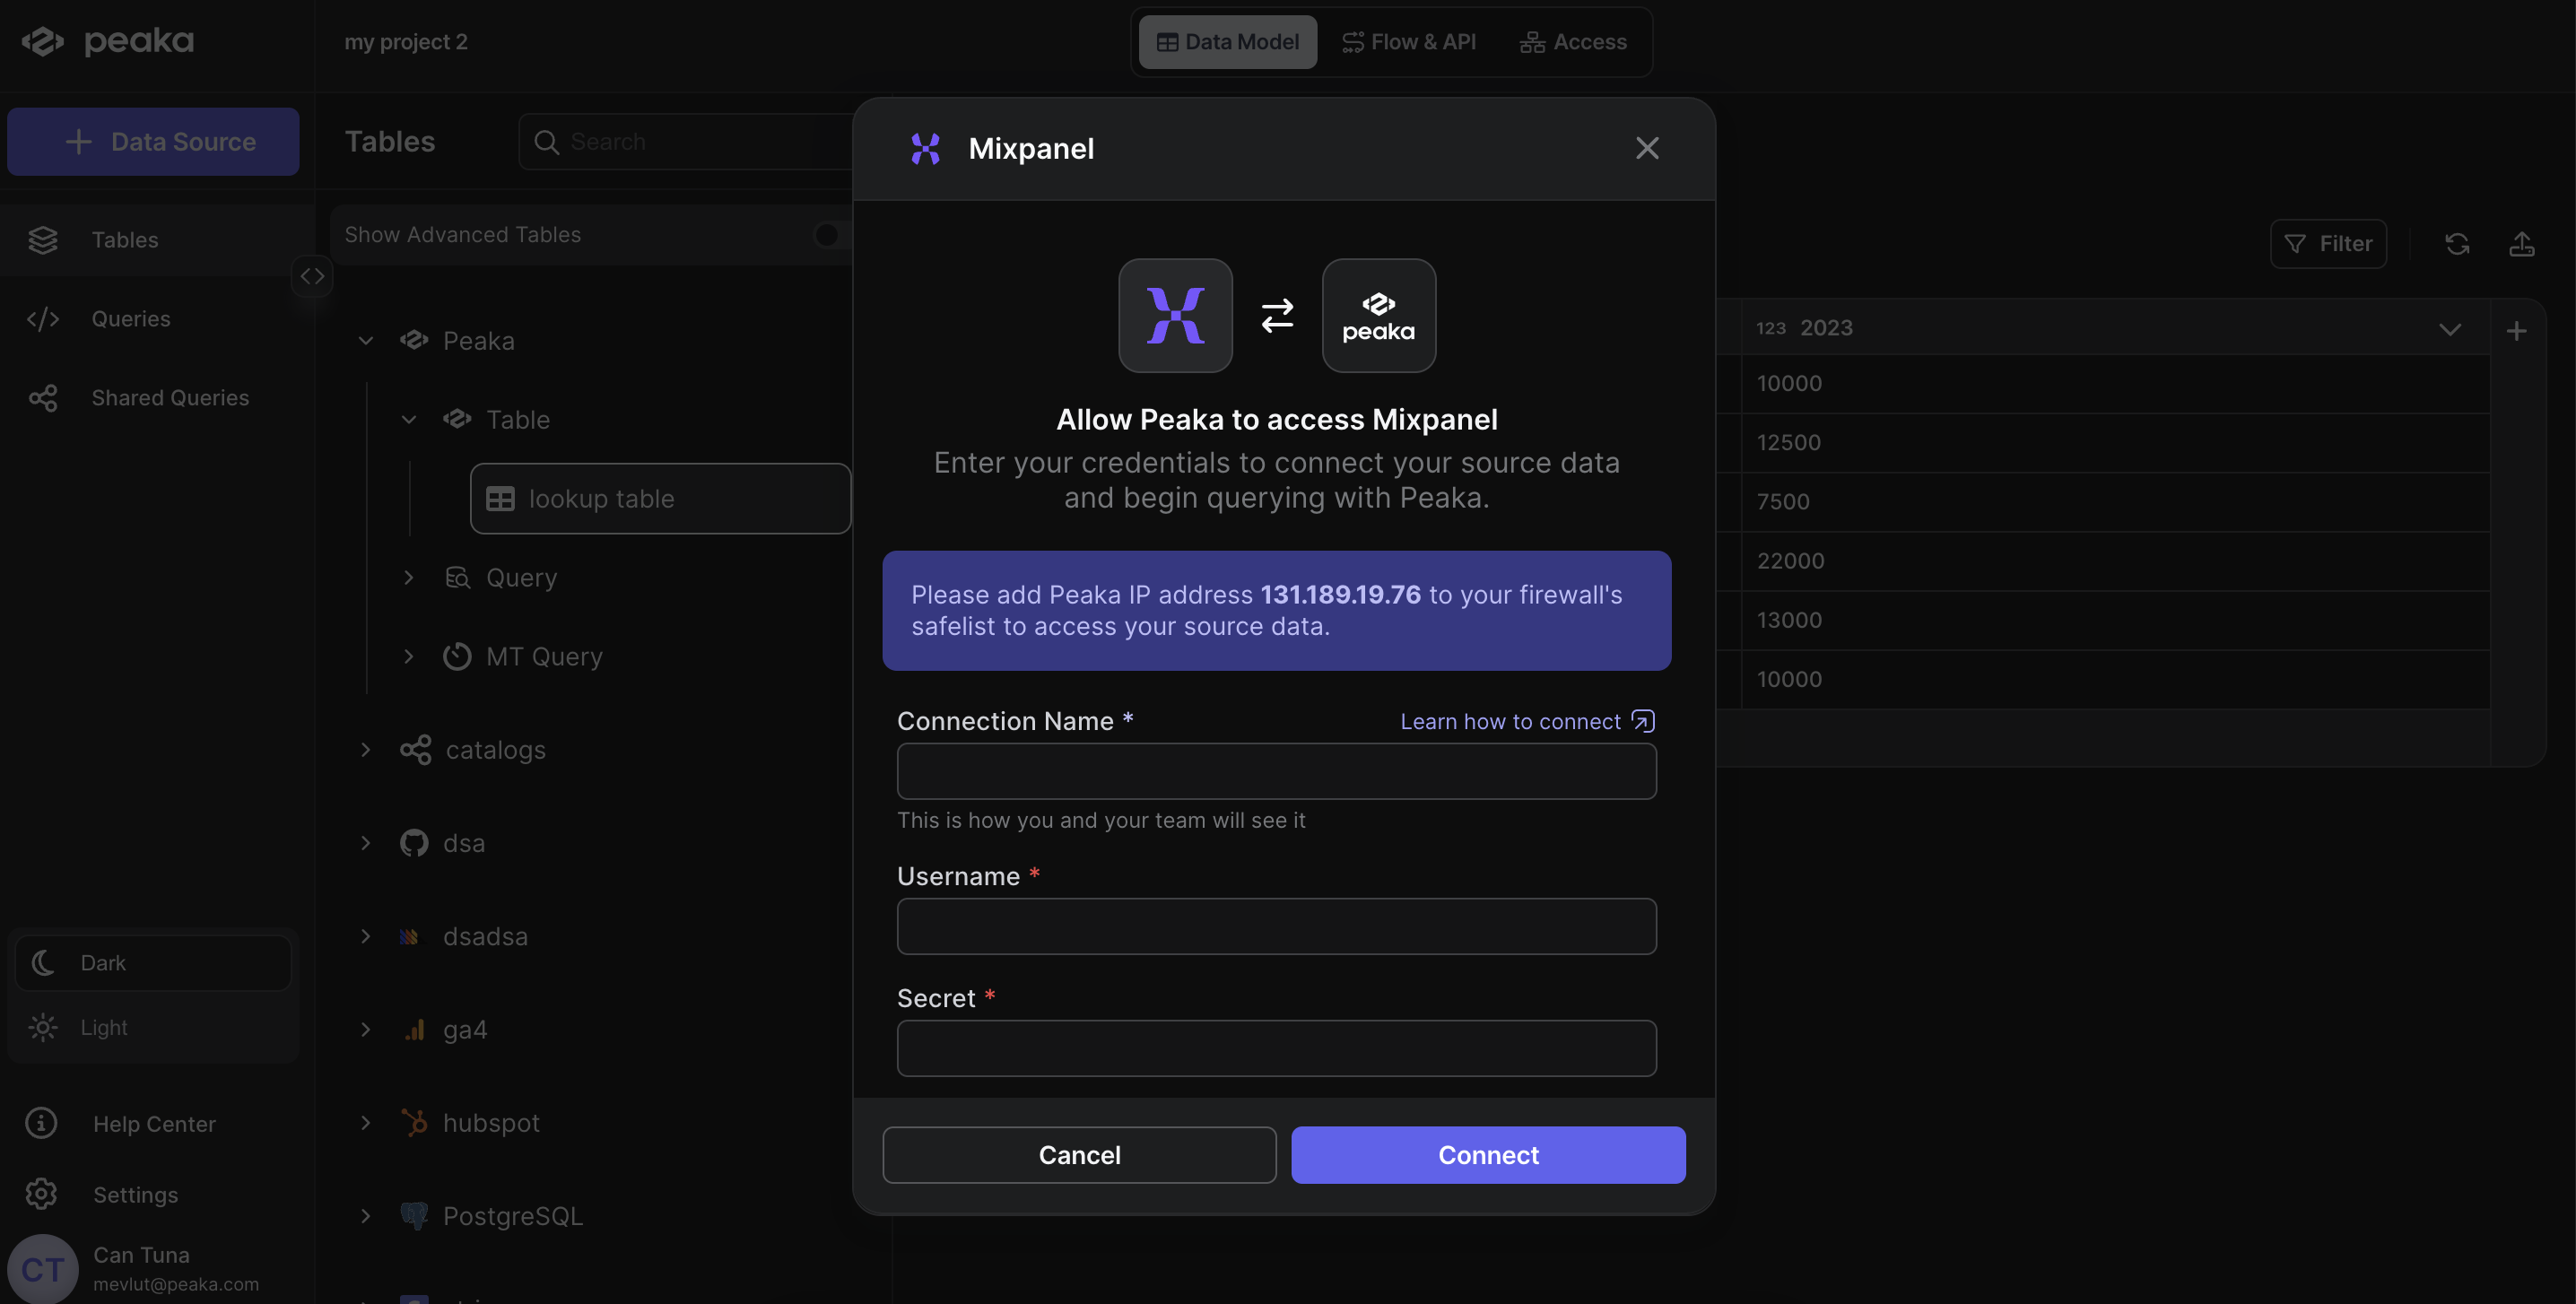 peaka
my project 2
Data Model
Flow & API
Access
Data Source
Tables
Queries
Shared Queries
Dark
Light
Help Center
Settings
CT
Can Tuna
mevlut@peaka.com
Tables
Search
Show Advanced Tables
Peaka
Table
lookup table
Query
MT Query
catalogs
dsa
dsadsa
ga4
hubspot
PostgreSQL
Mixpanel
peaka
Allow Peaka to access Mixpanel
Enter your credentials to connect your source data
and begin querying with Peaka.
Please add Peaka IP address 131.189.19.76 to your firewall's
safelist to access your source data.
Connection Name *
Learn how to connect
This is how you and your team will see it
Username *
Secret *
Cancel
Connect
Filter
123 2023
10000
12500
7500
22000
13000
10000